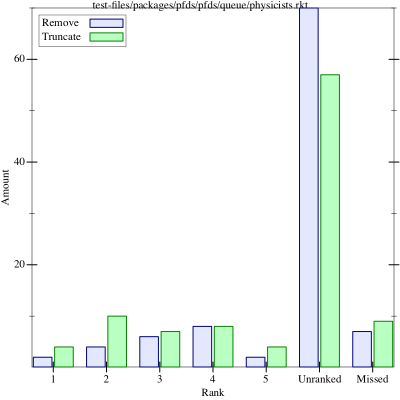 test-files/packages/pfds/pfds/queue/physicists.rkt
Remove
Truncate
60
40
20
Amount
1 2 3 4 5 Unranked Missed
Rank